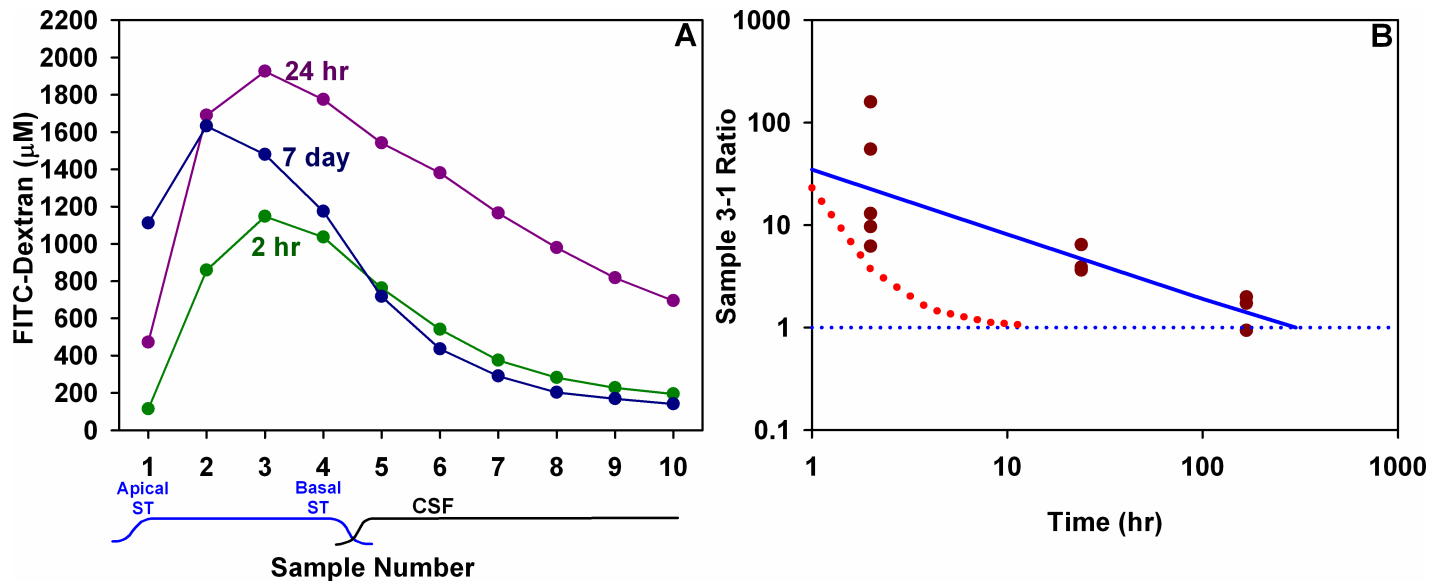 A
FITC-Dextran (μM)
2200
2000
1800
1600
1400
1200
1000
800
600
400
200
0
24 hr
7 day
2 hr
1 2 3 4 5 6 7 8 9 10
Apical
ST
Basal
ST
CSF
Sample Number
B
Sample 3-1 Ratio
1000
100
10
1
0.1
1 10 100 1000
Time (hr)